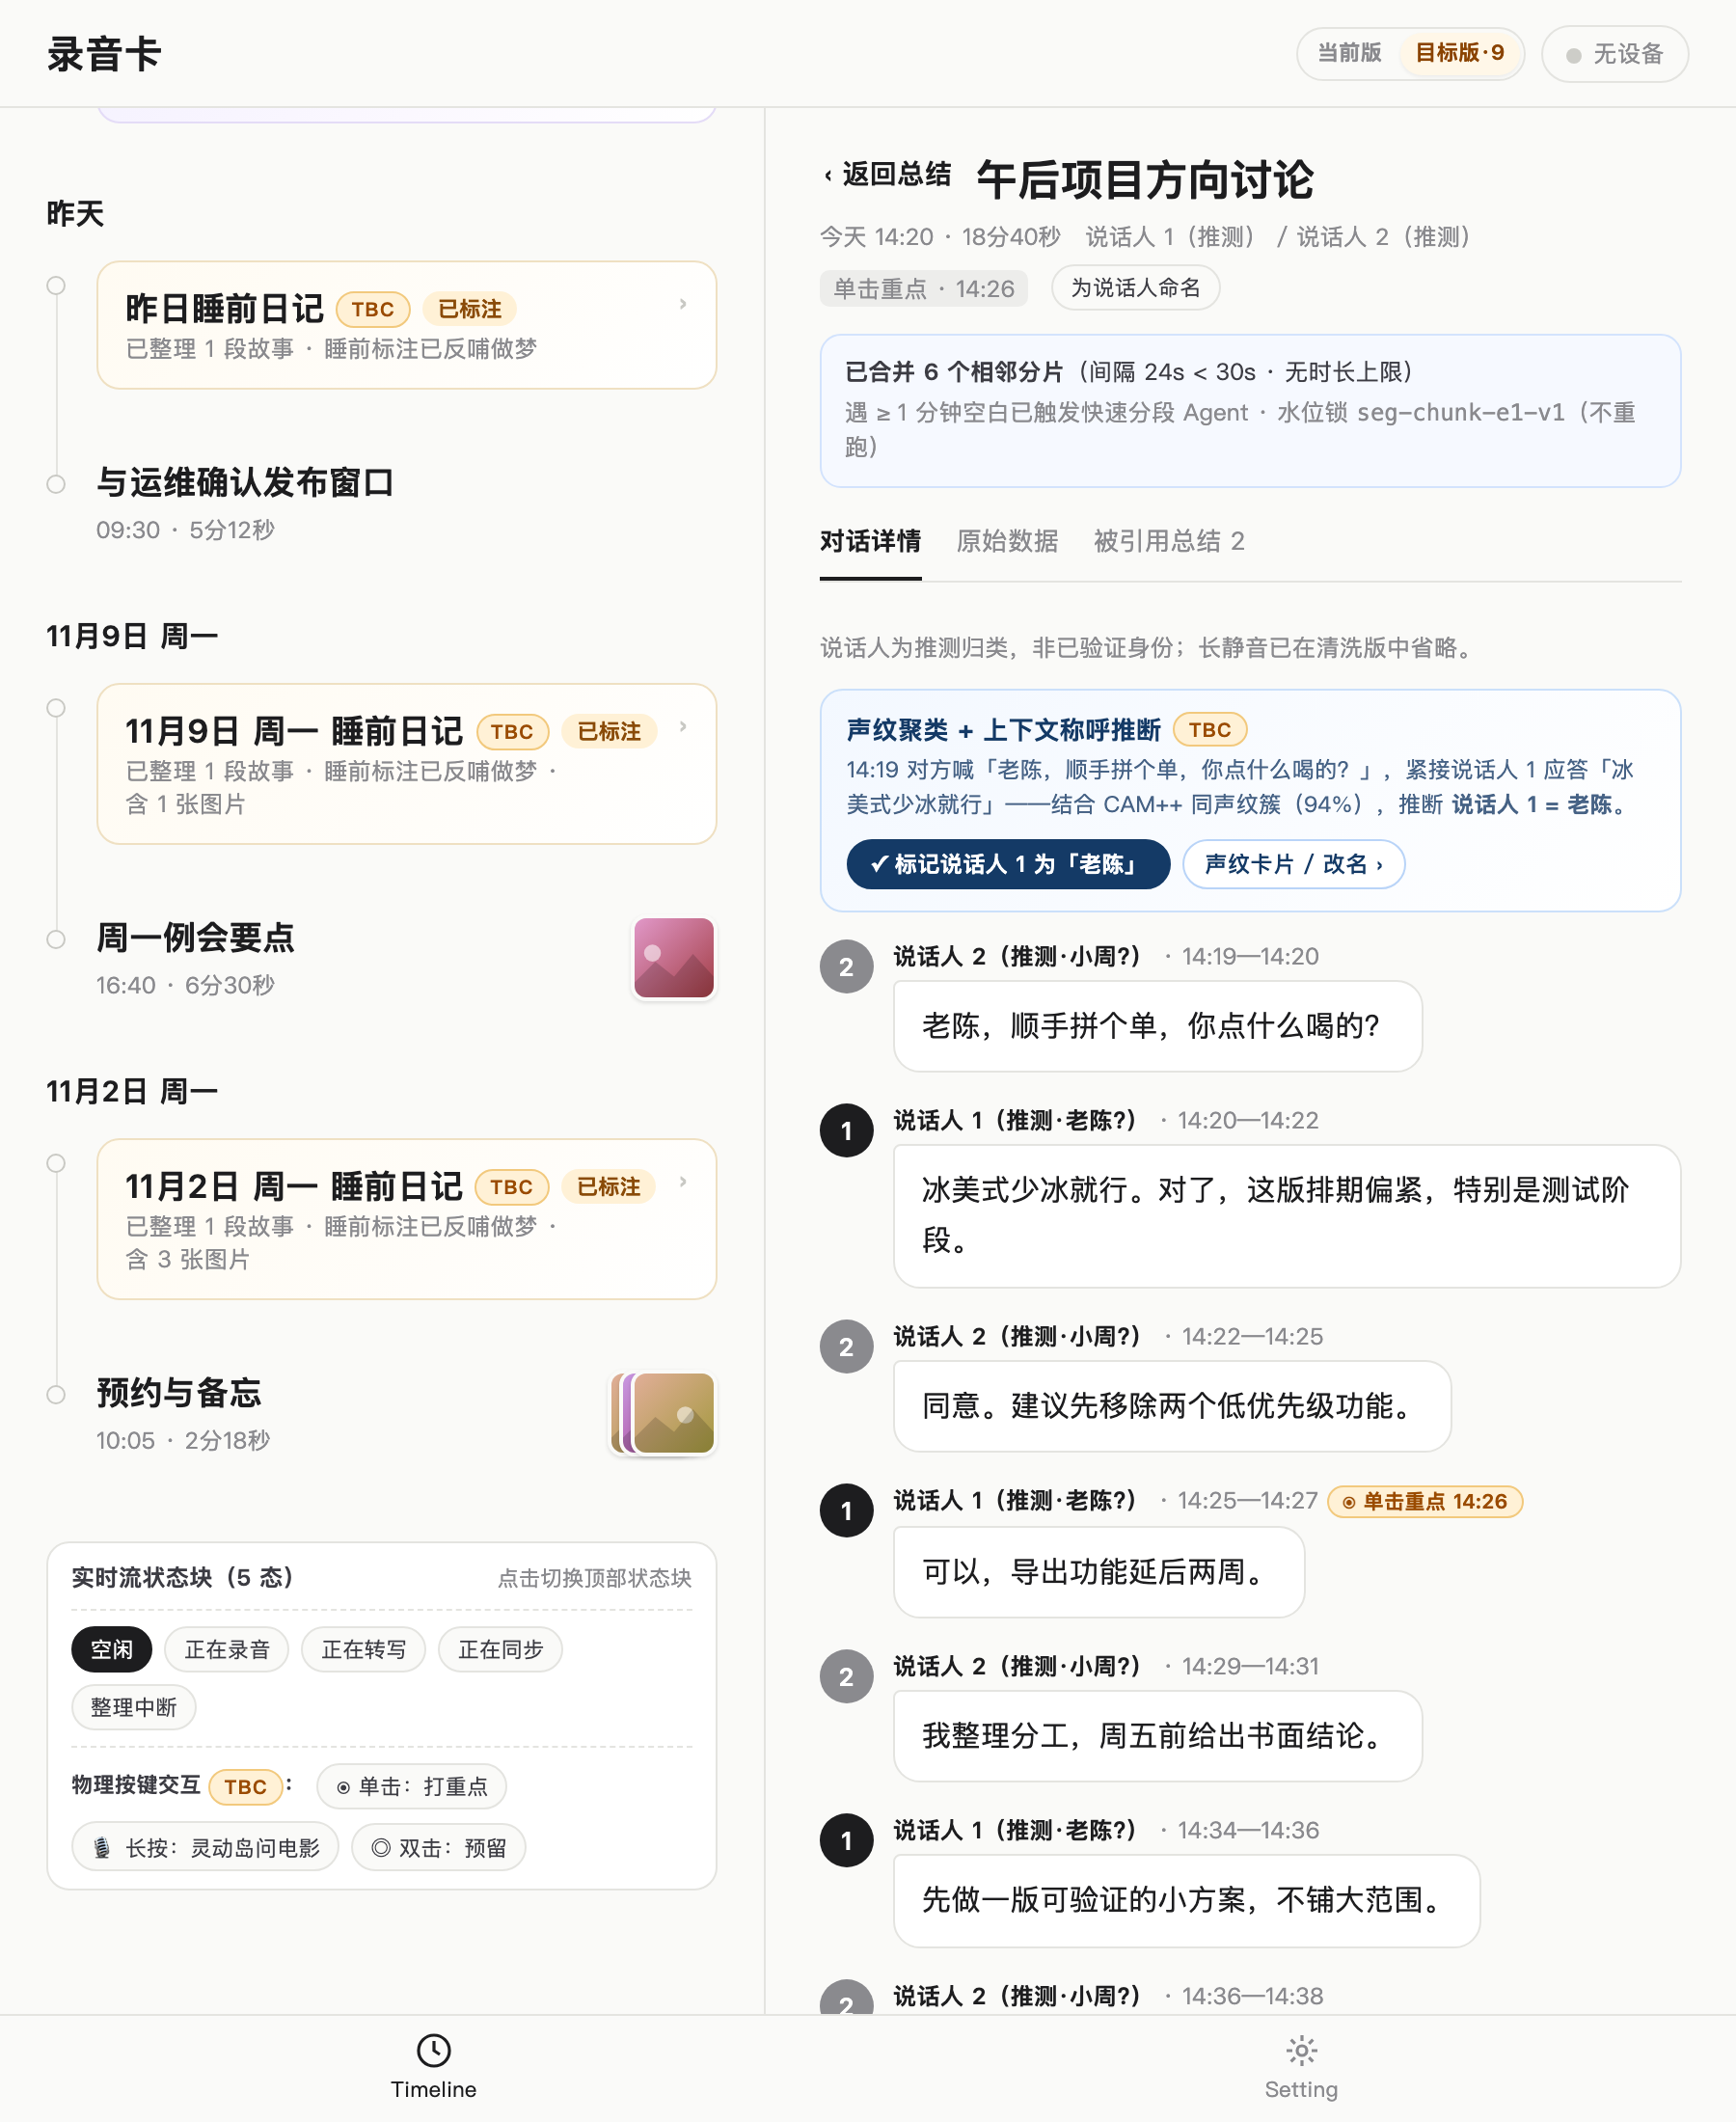 录音卡
当前版
目标版·9
无设备
昨天
昨日睡前日记 TBC 已标注 ›
已整理 1 段故事 · 睡前标注已反哺做梦
与运维确认发布窗口
09:30 · 5分12秒
11月9日 周一
11月9日 周一 睡前日记 TBC 已标注 ›
已整理 1 段故事 · 睡前标注已反哺做梦 ·
含 1 张图片
周一例会要点
16:40 · 6分30秒
11月2日 周一
11月2日 周一 睡前日记 TBC 已标注 ›
已整理 1 段故事 · 睡前标注已反哺做梦 ·
含 3 张图片
预约与备忘
10:05 · 2分18秒
实时流状态块（5 态）
点击切换顶部状态块
空闲
正在录音
正在转写
正在同步
整理中断
物理按键交互 TBC：
◉ 单击：打重点
🎙 长按：灵动岛问电影
◎ 双击：预留
‹ 返回总结
午后项目方向讨论
今天 14:20 · 18分40秒 说话人 1（推测） / 说话人 2（推测）
单击重点 · 14:26
为说话人命名
已合并 6 个相邻分片（间隔 24s < 30s · 无时长上限）
遇 ≥ 1 分钟空白已触发快速分段 Agent · 水位锁 seg-chunk-e1-v1（不重
跑）
对话详情
原始数据
被引用总结 2
说话人为推测归类，非已验证身份；长静音已在清洗版中省略。
声纹聚类 + 上下文称呼推断 TBC
14:19 对方喊「老陈，顺手拼个单，你点什么喝的？」，紧接说话人 1 应答「冰
美式少冰就行」——结合 CAM++ 同声纹簇（94%），推断 说话人 1 = 老陈。
✓ 标记说话人 1 为「老陈」
声纹卡片 / 改名 ›
2
说话人 2（推测·小周?） · 14:19—14:20
老陈，顺手拼个单，你点什么喝的？
1
说话人 1（推测·老陈?） · 14:20—14:22
冰美式少冰就行。对了，这版排期偏紧，特别是测试阶
段。
2
说话人 2（推测·小周?） · 14:22—14:25
同意。建议先移除两个低优先级功能。
1
说话人 1（推测·老陈?） · 14:25—14:27 ◉ 单击重点 14:26
可以，导出功能延后两周。
2
说话人 2（推测·小周?） · 14:29—14:31
我整理分工，周五前给出书面结论。
1
说话人 1（推测·老陈?） · 14:34—14:36
先做一版可验证的小方案，不铺大范围。
2
说话人 2（推测·小周?） · 14:36—14:38
Timeline
Setting